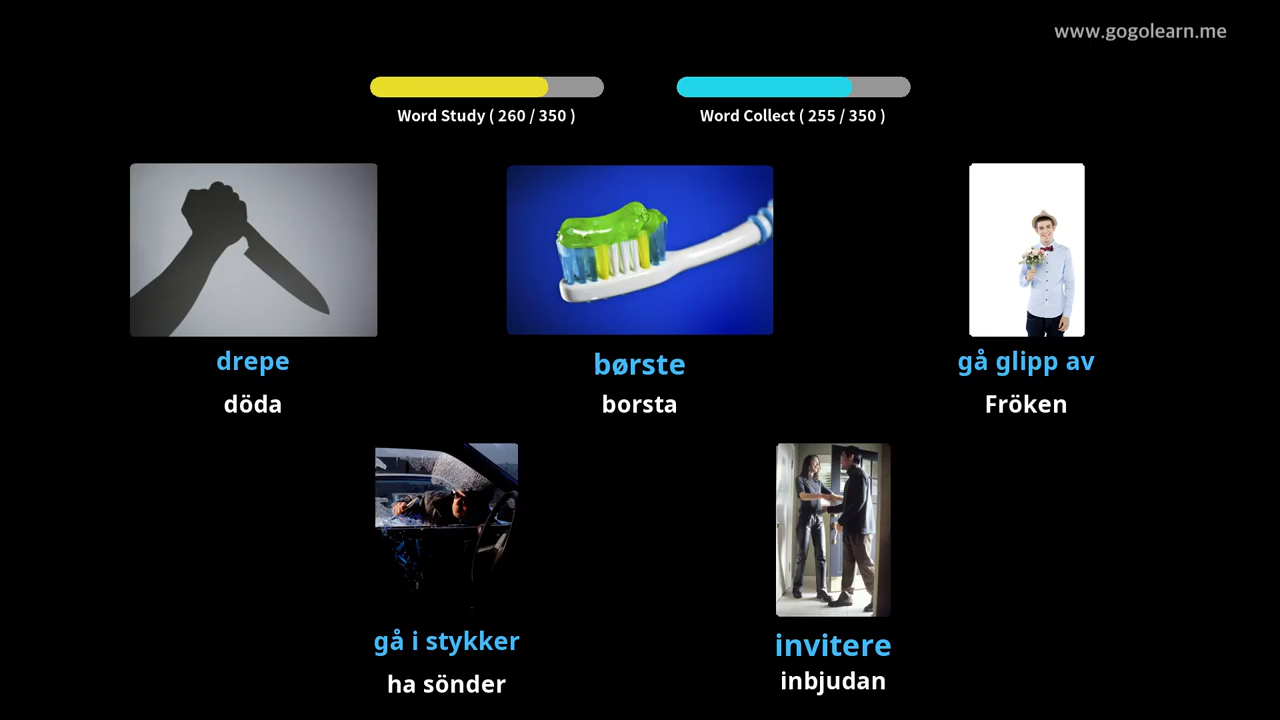 www.gogolearn.me
Word Study ( 260 / 350 )
Word Collect ( 255 / 350 )
drepe
døda
børste
borsta
gå glipp av
Fröken
gå i stykker
ha sönder
invitere
inbjudan